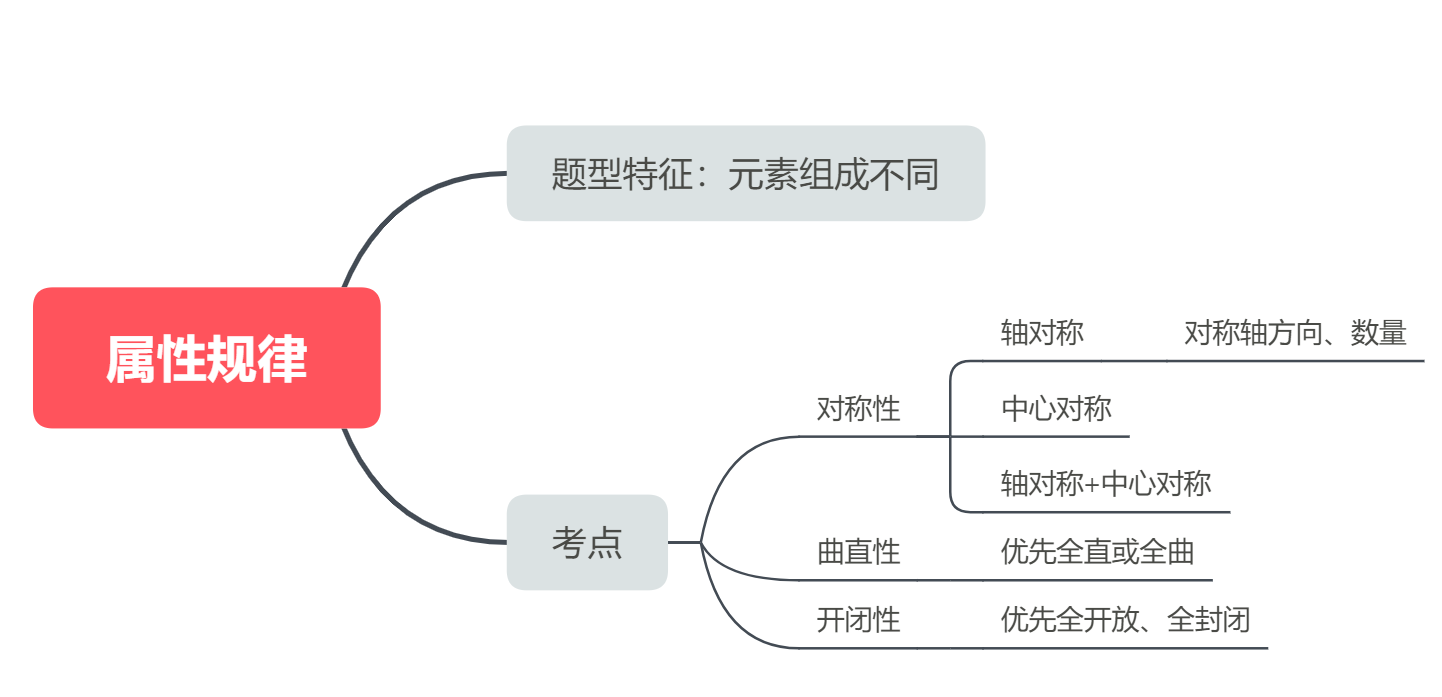 属性规律
题型特征：元素组成不同
考点
对称性
轴对称
对称轴方向、数量
中心对称
轴对称+中心对称
曲直性
优先全直或全曲
开闭性
优先全开放、全封闭